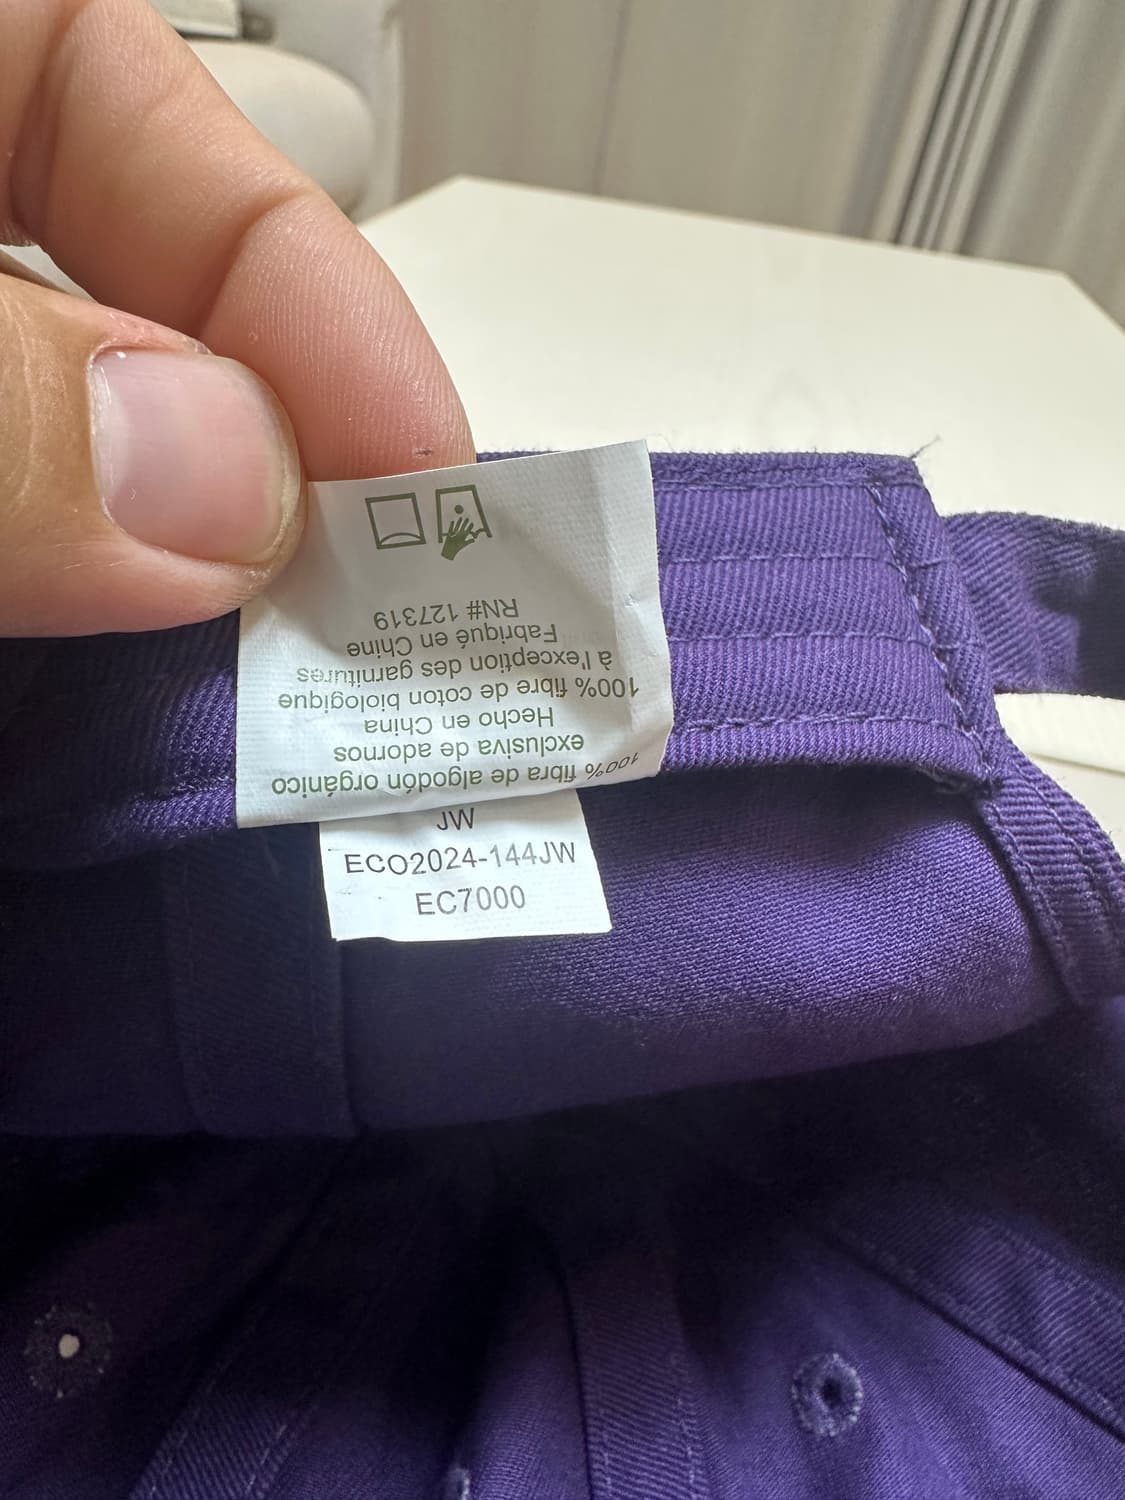 100% fibra de algodón orgánico
exclusiva de adornos
Hecho en China
100% fibre de coton biologique
à l'exception des garnitures
Fabriqué en Chine
RN# 127319
JW
ECO2024-144JW
EC7000